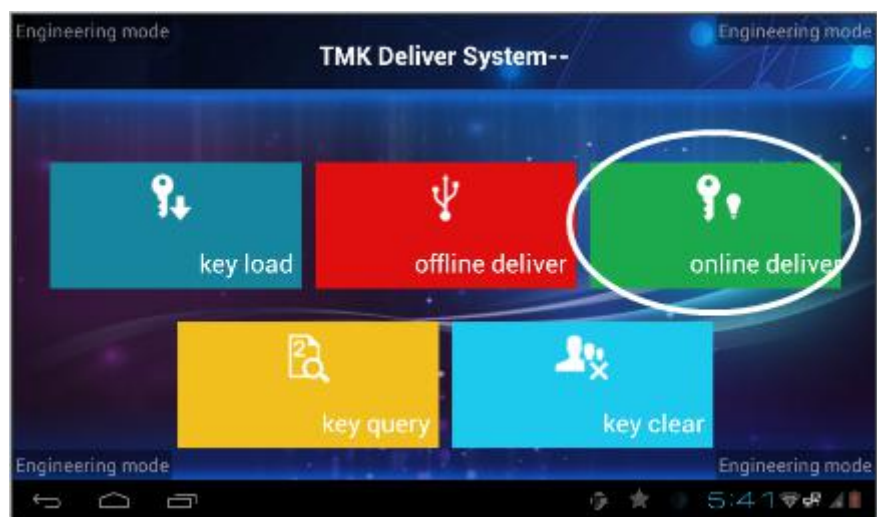 Engineering mode
Engineering mode
TMK Deliver System--
key load
offline deliver
online deliver
2
key query
key clear
Engineering mode
Engineering mode
5:41